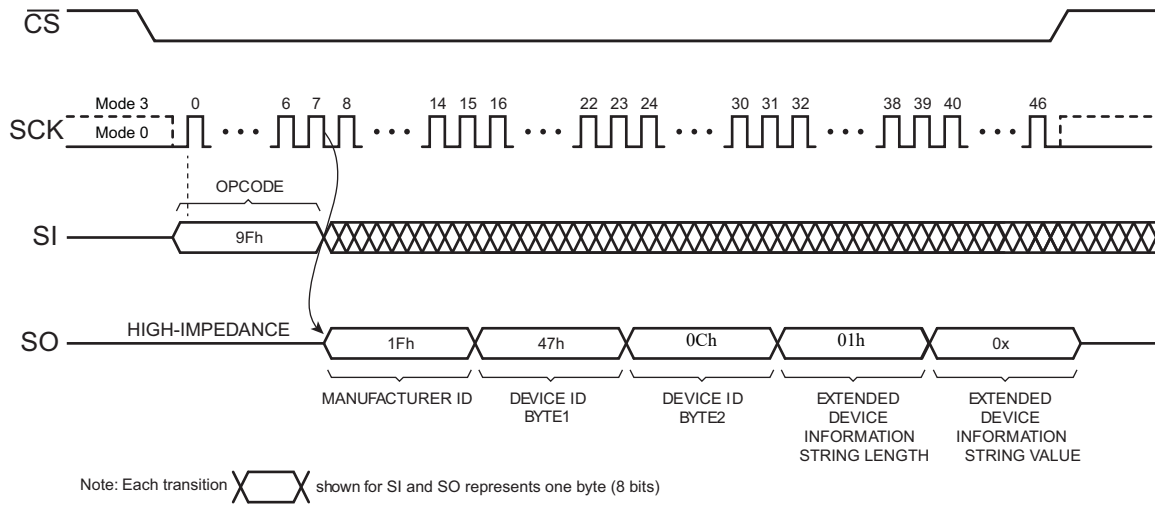 CS
Mode 3
0 6 7 8 14 15 16 22 23 24 30 31 32 38 39 40 46
SCK
Mode 0
OPCODE
SI
9Fh
HIGH-IMPEDANCE
SO
1Fh 47h 0Ch 01h 0x
MANUFACTURER ID
DEVICE ID
BYTE1
DEVICE ID
BYTE2
EXTENDED
DEVICE
INFORMATION
STRING LENGTH
EXTENDED
DEVICE
INFORMATION
STRING VALUE
Note: Each transition shown for SI and SO represents one byte (8 bits)